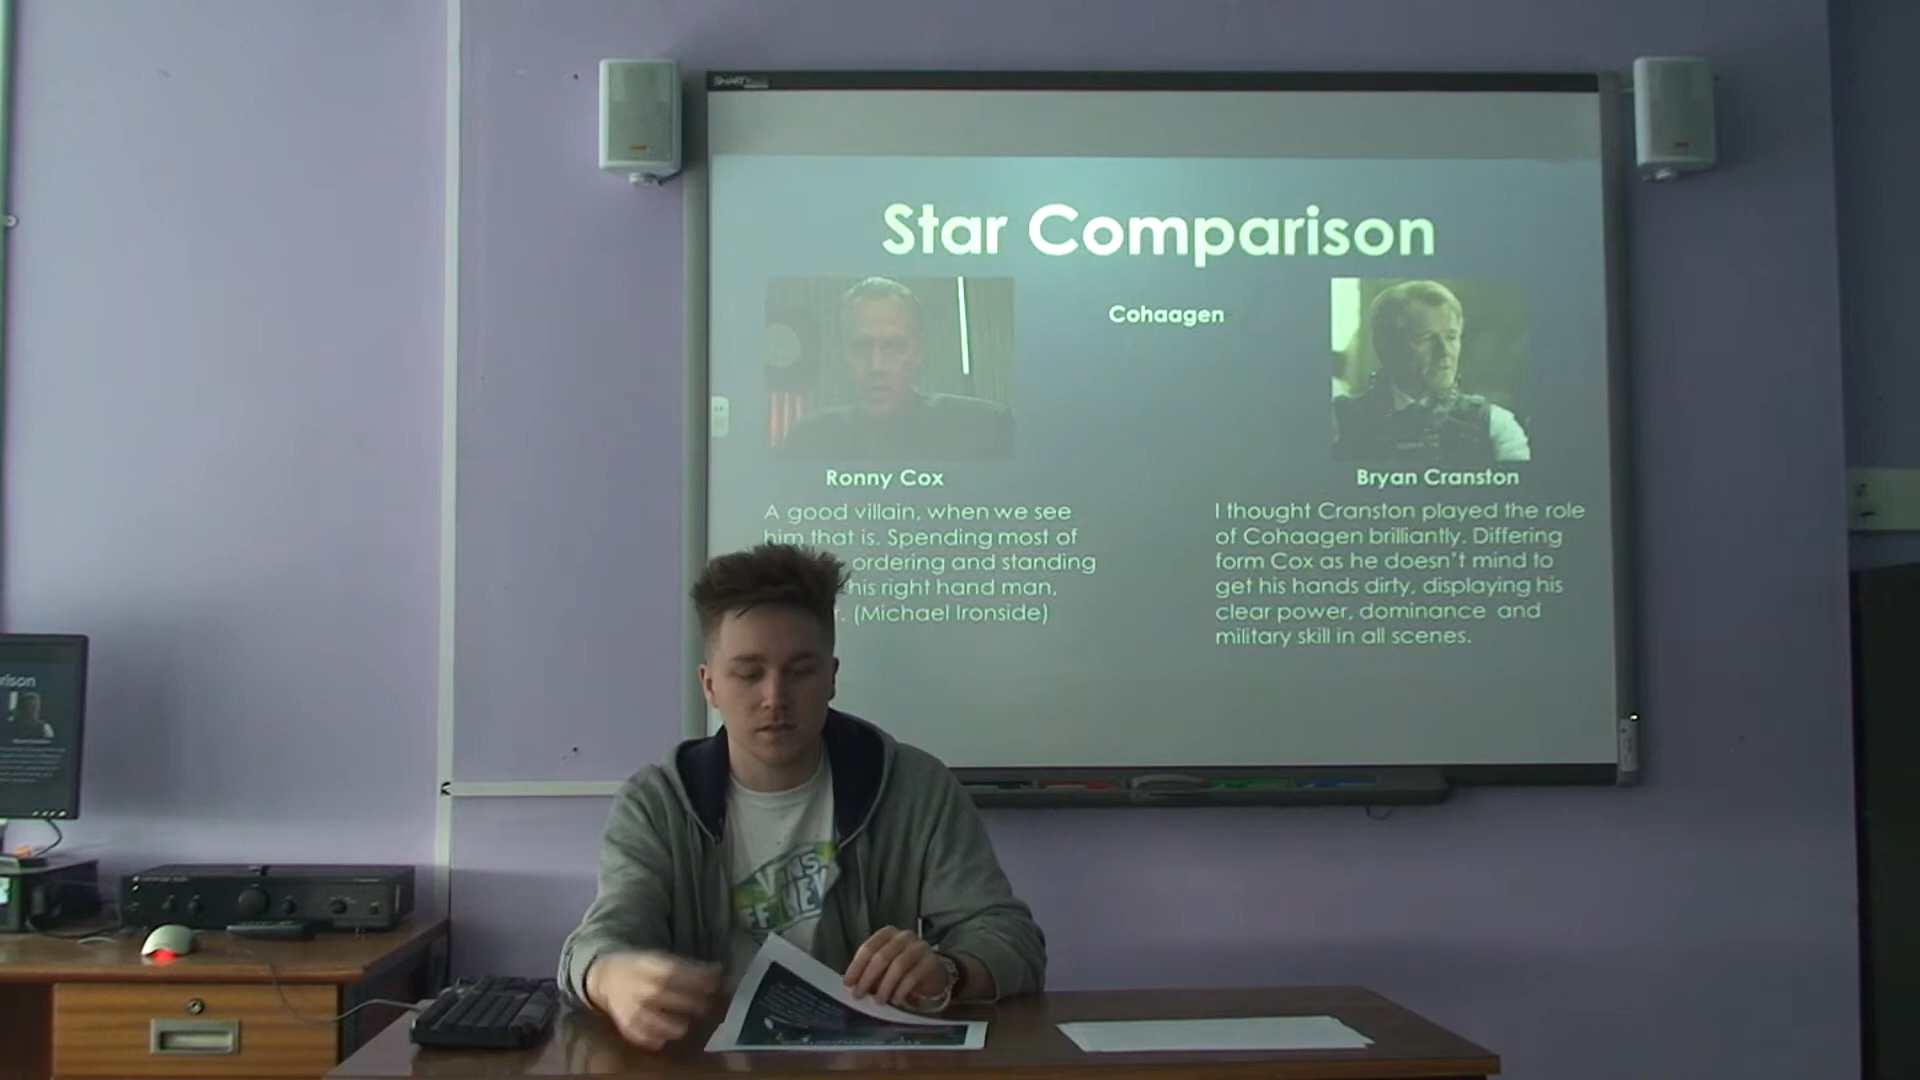 SMART
Star Comparison
Cohaagen
Ronny Cox
A good villain, when we see
him that is. Spending most of
ordering and standing
his right hand man,
r. (Michael Ironside)
Bryan Cranston
I thought Cranston played the role
of Cohaagen brilliantly. Differing
form Cox as he doesn't mind to
get his hands dirty, displaying his
clear power, dominance and
military skill in all scenes.
rison